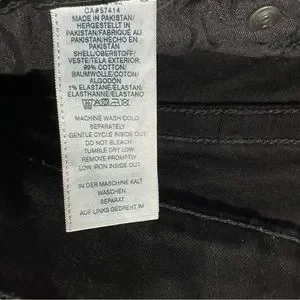 CA#57414
MADE IN PAKISTAN/
HERGESTELLT IN
PAKISTAN/FABRIQUÉ AU
PAKISTAN/HECHO EN
PAKISTAN
SHELL/OBERSTOFF/
VESTE/TELA EXTERIOR:
99% COTTON/
BAUMWOLLE/COTON/
ALGODON
1% ELASTANE/ELASTAN/
ELASTHANNE/ELASTANO
MACHINE WASH COLD
SEPARATELY
GENTLE CYCLE INSIDE OUT
DO NOT BLEACH
TUMBLE DRY LOW
REMOVE PROMPTLY
LOW IRON INSIDE OUT
IN DER MASCHINE KALT
WASCHEN
SEPARAT
AUF LINKS GEDREHT IM